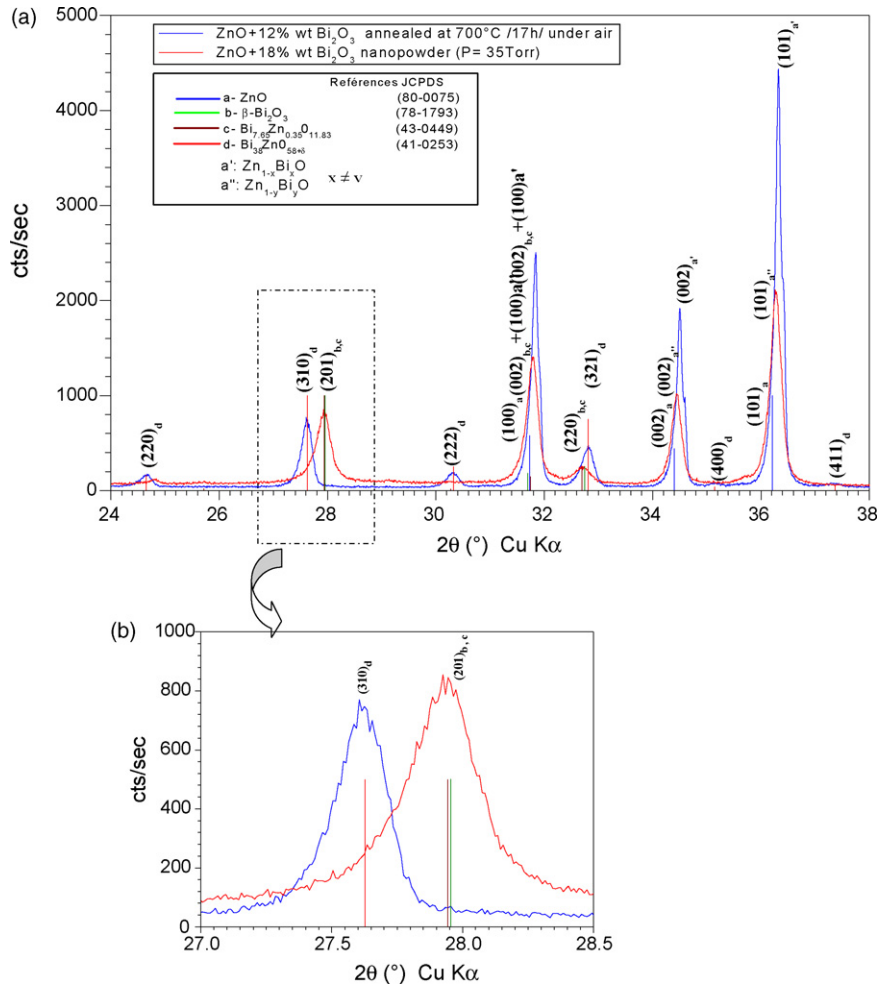 (a)
ZnO+12% wt Bi₂O₃ annealed at 700°C /17h/ under air
ZnO+18% wt Bi₂O₃ nanopowder (P= 35Torr)
Reférences JCPDS
a- ZnO (80-0075)
b- β-Bi₂O₃ (78-1793)
c- Bi₇.₆₅Zn₀.₃₅0₁₁.₈₃ (43-0449)
d- Bi₃₈Zn0₅₈₊δ (41-0253)
a': Zn₁₋ₓBiₓO
a'': Zn₁₋yBiyO
x ≠ v
cts/sec
5000
4000
3000
2000
1000
0
(220)d
(310)d
(201)b,c
(222)d
(100)a (002)b,c +(100)a'
(002)b,c +(100)a'
(220)b,c
(321)d
(002)a
(002)a''
(002)a'
(400)d
(101)a
(101)a''
(101)a'
(411)d
24 26 28 30 32 34 36 38
2θ (°) Cu Kα
(b)
cts/sec
1000
800
600
400
200
0
(310)d
(201)b,c
27.0 27.5 28.0 28.5
2θ (°) Cu Kα